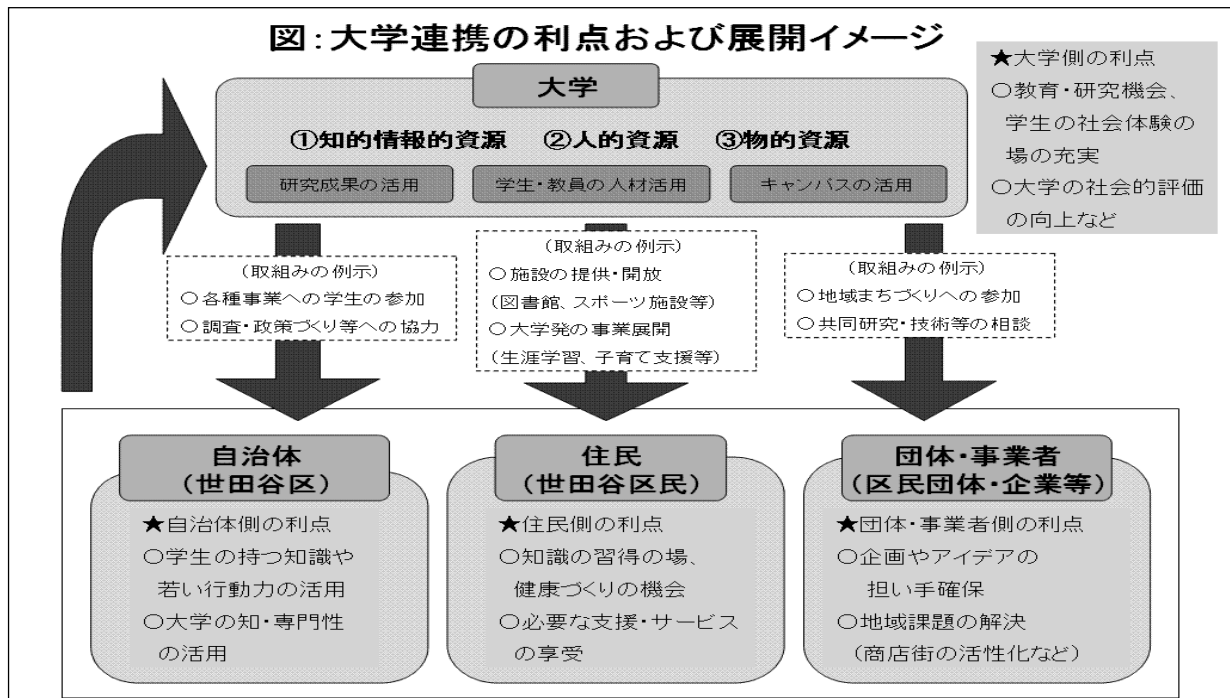 図:大学連携の利点および展開イメージ
大学
①知的情報的資源 ②人的資源 ③物的資源
研究成果の活用
学生・教員の人材活用
キャンパスの活用
★大学側の利点
○教育・研究機会、
学生の社会体験の
場の充実
○大学の社会的評価
の向上など
(取組みの例示)
○各種事業への学生の参加
○調査・政策づくり等への協力
(取組みの例示)
○施設の提供・開放
(図書館、スポーツ施設等)
○大学発の事業展開
(生涯学習、子育て支援等)
(取組みの例示)
○地域まちづくりへの参加
○共同研究・技術等の相談
自治体
(世田谷区)
★自治体側の利点
○学生の持つ知識や
若い行動力の活用
○大学の知・専門性
の活用
住民
(世田谷区民)
★住民側の利点
○知識の習得の場、
健康づくりの機会
○必要な支援・サービス
の享受
団体・事業者
(区民団体・企業等)
★団体・事業者側の利点
○企画やアイデアの
担い手確保
○地域課題の解決
(商店街の活性化など)